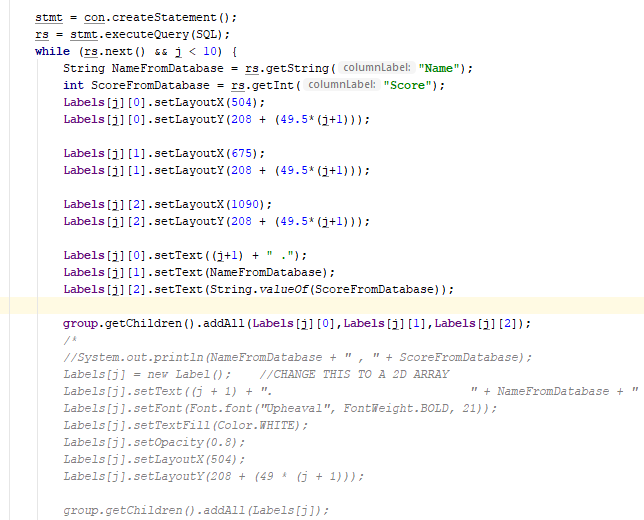 stmt = con.createStatement();
rs = stmt.executeQuery(SQL);
while (rs.next() && j < 10) {
String NameFromDatabase = rs.getString( columnLabel: "Name");
int ScoreFromDatabase = rs.getInt( columnLabel: "Score");
Labels[j][0].setLayoutX(504);
Labels[j][0].setLayoutY(208 + (49.5*(j+1)));
Labels[j][1].setLayoutX(675);
Labels[j][1].setLayoutY(208 + (49.5*(j+1)));
Labels[j][2].setLayoutX(1090);
Labels[j][2].setLayoutY(208 + (49.5*(j+1)));
Labels[j][0].setText((j+1) + " .");
Labels[j][1].setText(NameFromDatabase);
Labels[j][2].setText(String.valueOf(ScoreFromDatabase));
group.getChildren().addAll(Labels[j][0],Labels[j][1],Labels[j][2]);
/*
//System.out.println(NameFromDatabase + " , " + ScoreFromDatabase);
Labels[j] = new Label();    //CHANGE THIS TO A 2D ARRAY
Labels[j].setText((j + 1) + ".                             " + NameFromDatabase + "
Labels[j].setFont(Font.font("Upheaval", FontWeight.BOLD, 21));
Labels[j].setTextFill(Color.WHITE);
Labels[j].setOpacity(0.8);
Labels[j].setLayoutX(504);
Labels[j].setLayoutY(208 + (49 * (j + 1)));
group.getChildren().addAll(Labels[j]);